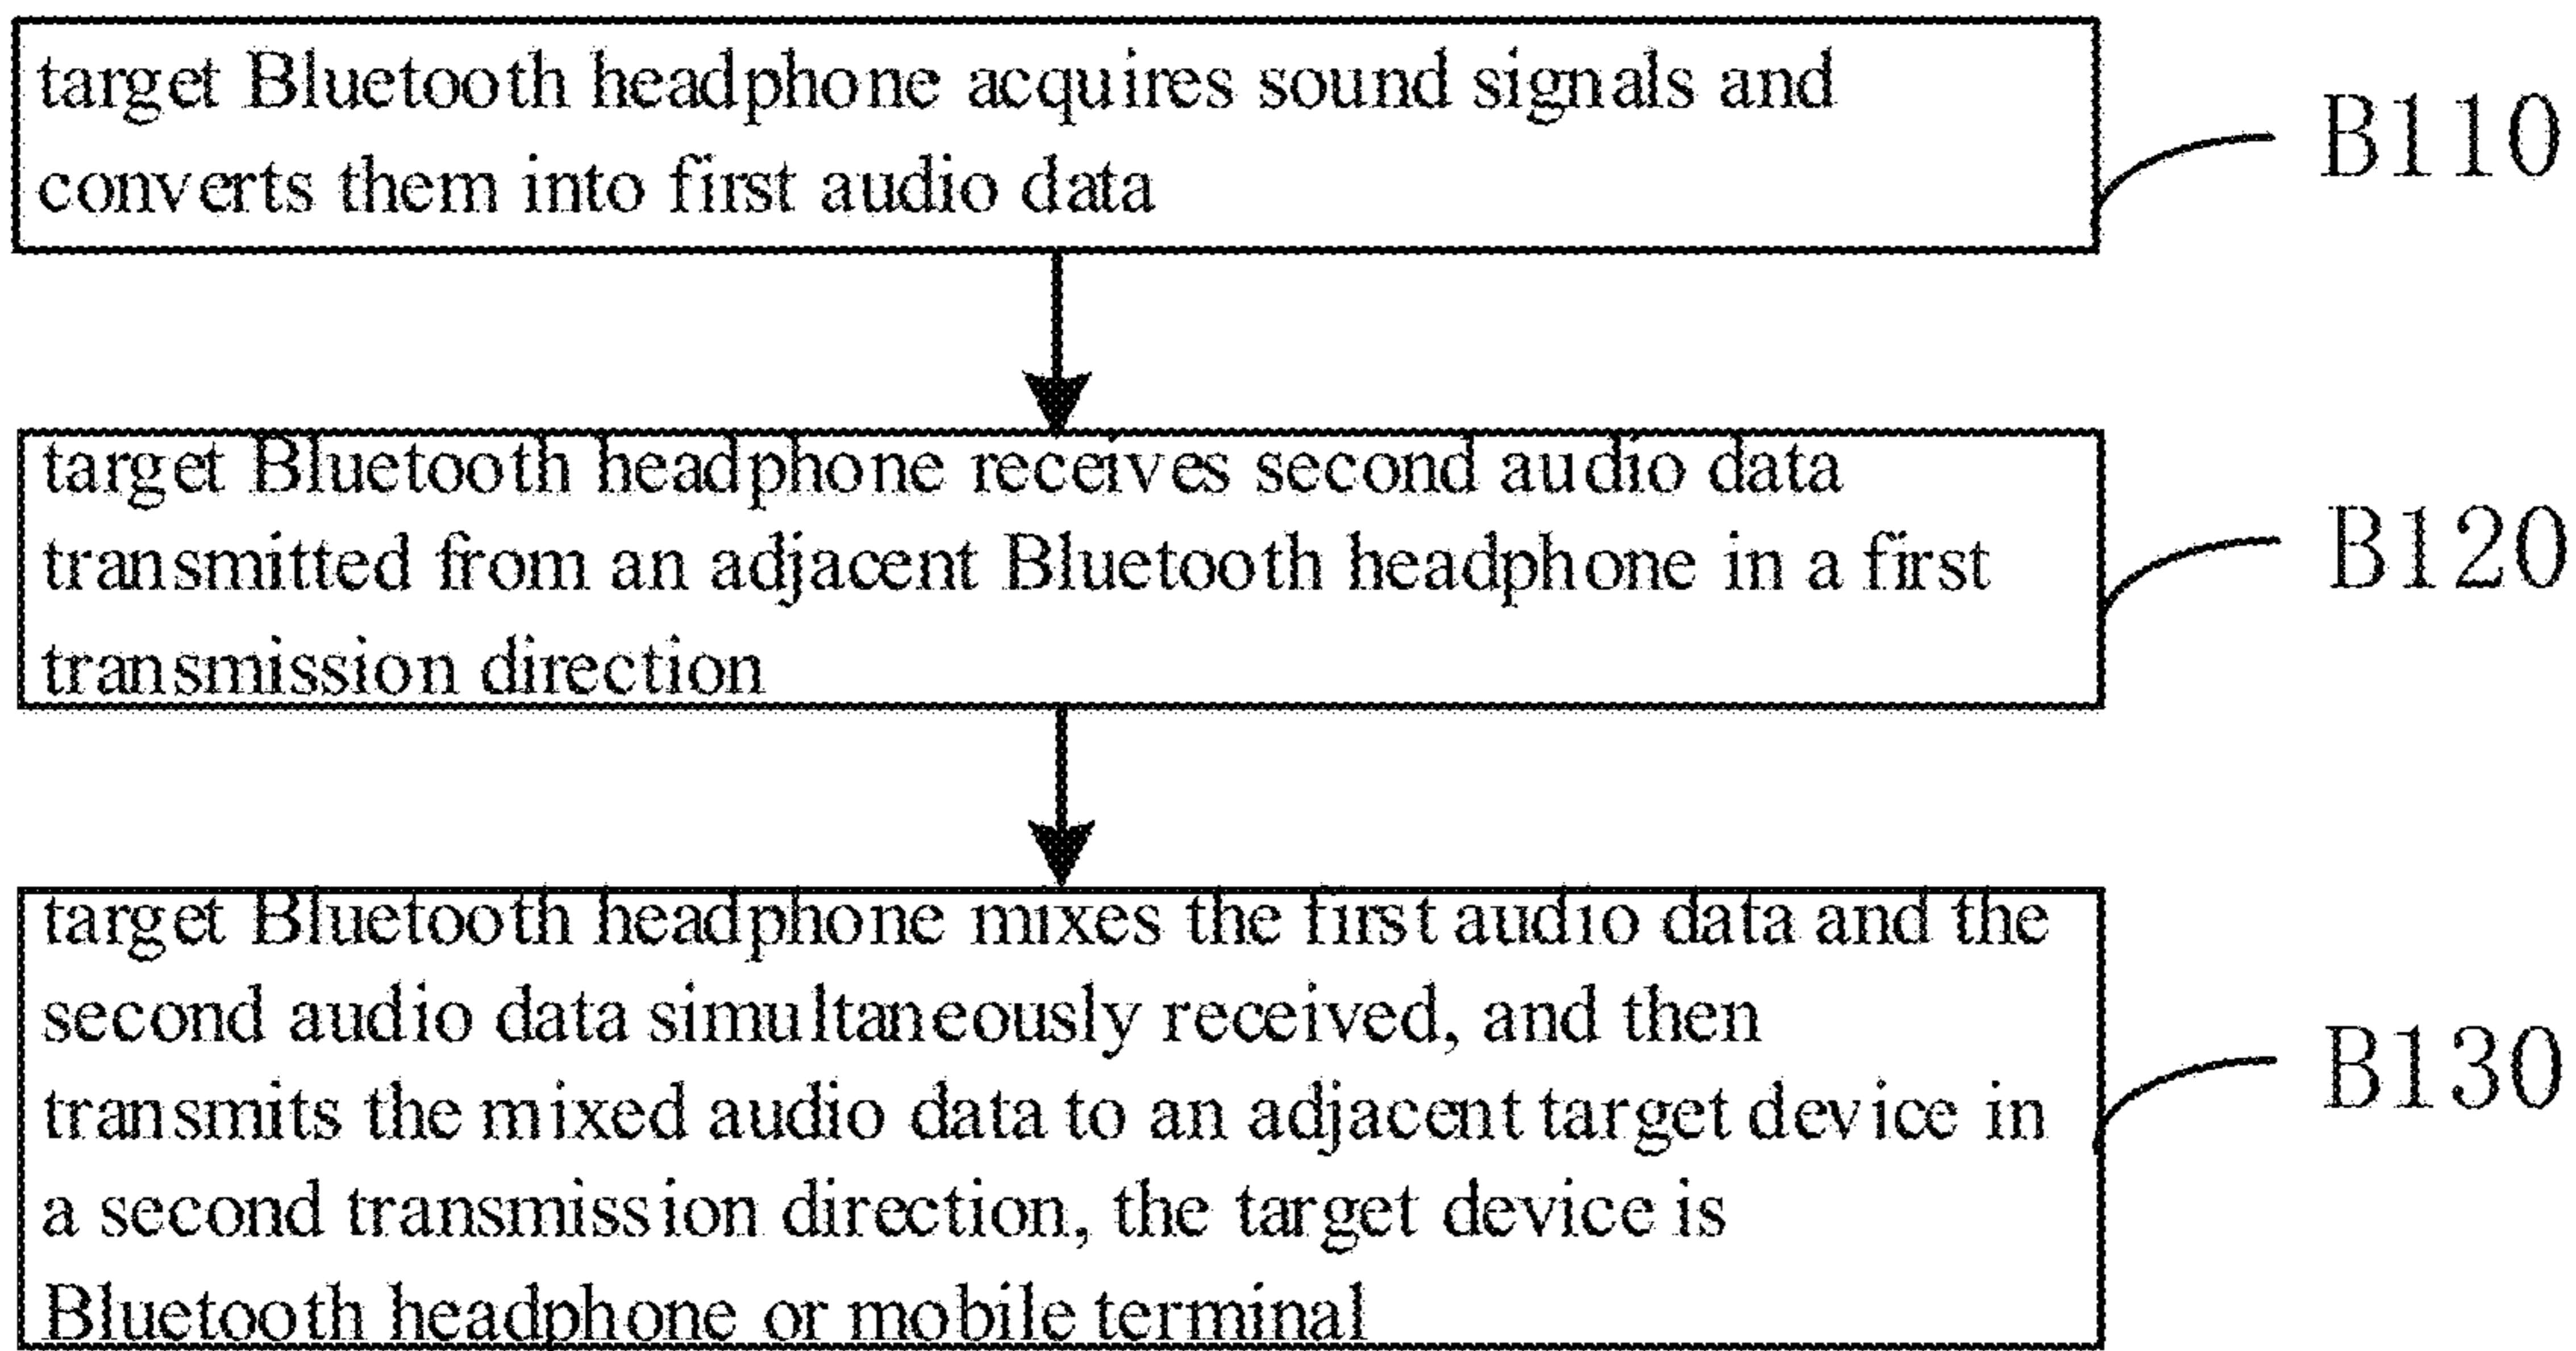 target Bluetooth headphone acquires sound signals and
converts them into first audio data
B110
target Bluetooth headphone receives second audio data
transmitted from an adjacent Bluetooth headphone in a first
transmission direction
B120
target Bluetooth headphone mixes the first audio data and the
second audio data simultaneously received, and then
transmits the mixed audio data to an adjacent target device in
a second transmission direction, the target device is
Bluetooth headphone or mobile terminal
B130